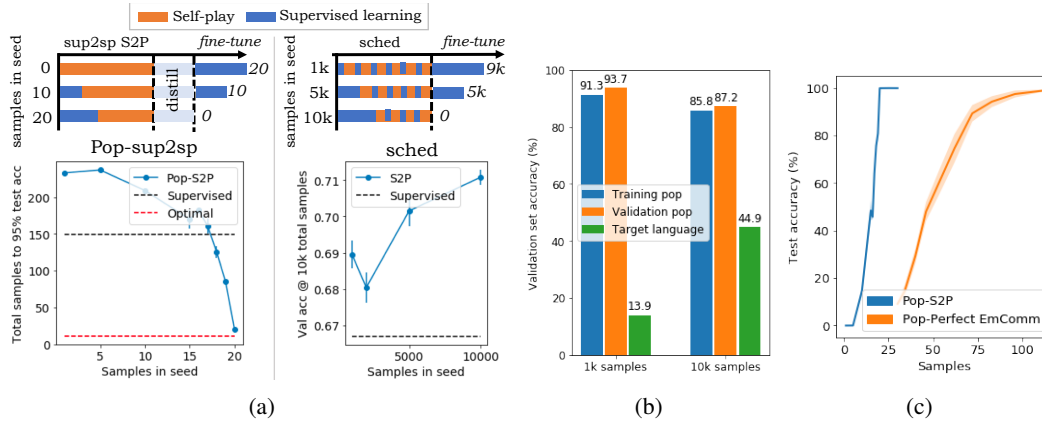 Self-play
Supervised learning
sup2sp S2P
fine-tune
samples in seed
0
20
10
10
20
0
distill
sched
fine-tune
samples in seed
1k
9k
5k
5k
10k
0
Pop-sup2sp
Total samples to 95% test acc
200
150
100
50
0
5
10
15
20
Samples in seed
Pop-S2P
Supervised
Optimal
sched
Val acc @ 10k total samples
0.71
0.70
0.69
0.68
0.67
5000
10000
Samples in seed
S2P
Supervised
(a)
Validation set accuracy (%)
100
80
60
40
20
0
91.3
93.7
13.9
85.8
87.2
44.9
Training pop
Validation pop
Target language
1k samples
10k samples
(b)
Test accuracy (%)
100
80
60
40
20
0
0
25
50
75
100
Samples
Pop-S2P
Pop-Perfect EmComm
(c)